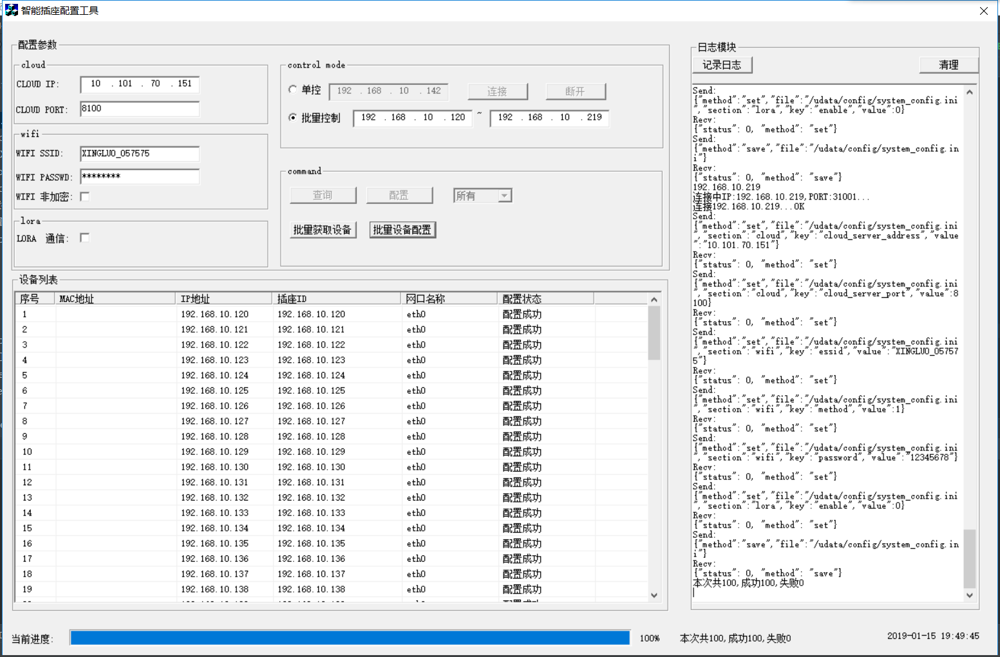 智能插座配置工具
配置参数
cloud
CLOUD IP: 10 . 101 . 70 . 151
CLOUD PORT: 8100
wifi
WIFI SSID: XINGLUO_057575
WIFI PASSWD: ********
WIFI 非加密:
lora
LORA 通信:
control mode
单控 192 . 168 . 10 . 142 连接 断开
批量控制 192 . 168 . 10 . 120 ~ 192 . 168 . 10 . 219
command
查询 配置 所有
批量获取设备 批量设备配置
设备列表
序号 MAC地址 IP地址 插座ID 网口名称 配置状态
1 192.168.10.120 192.168.10.120 eth0 配置成功
2 192.168.10.121 192.168.10.121 eth0 配置成功
3 192.168.10.122 192.168.10.122 eth0 配置成功
4 192.168.10.123 192.168.10.123 eth0 配置成功
5 192.168.10.124 192.168.10.124 eth0 配置成功
6 192.168.10.125 192.168.10.125 eth0 配置成功
7 192.168.10.126 192.168.10.126 eth0 配置成功
8 192.168.10.127 192.168.10.127 eth0 配置成功
9 192.168.10.128 192.168.10.128 eth0 配置成功
10 192.168.10.129 192.168.10.129 eth0 配置成功
11 192.168.10.130 192.168.10.130 eth0 配置成功
12 192.168.10.131 192.168.10.131 eth0 配置成功
13 192.168.10.132 192.168.10.132 eth0 配置成功
14 192.168.10.133 192.168.10.133 eth0 配置成功
15 192.168.10.134 192.168.10.134 eth0 配置成功
16 192.168.10.135 192.168.10.135 eth0 配置成功
17 192.168.10.136 192.168.10.136 eth0 配置成功
18 192.168.10.137 192.168.10.137 eth0 配置成功
19 192.168.10.138 192.168.10.138 eth0 配置成功
日志模块
记录日志 清理
Send:
{"method":"set","file":"/udata/config/system_config.ini
","section":"lora","key":"enable","value":0}
Recv:
{"status": 0, "method": "set"}
Send:
{"method":"save","file":"/udata/config/system_config.in
i"}
Recv:
{"status": 0, "method": "save"}
192.168.10.219
连接中IP:192.168.10.219,PORT:31001...
连接192.168.10.219...OK
Send:
{"method":"set","file":"/udata/config/system_config.ini
","section":"cloud","key":"cloud_server_address","value
":"10.101.70.151"}
Recv:
{"status": 0, "method": "set"}
Send:
{"method":"set","file":"/udata/config/system_config.ini
","section":"cloud","key":"cloud_server_port","value":8
100}
Recv:
{"status": 0, "method": "set"}
Send:
{"method":"set","file":"/udata/config/system_config.ini
","section":"wifi","key":"essid","value":"XINGLUO_05757
5"}
Recv:
{"status": 0, "method": "set"}
Send:
{"method":"set","file":"/udata/config/system_config.ini
","section":"wifi","key":"method","value":1}
Recv:
{"status": 0, "method": "set"}
Send:
{"method":"set","file":"/udata/config/system_config.ini
","section":"wifi","key":"password","value":"12345678"}
Recv:
{"status": 0, "method": "set"}
Send:
{"method":"set","file":"/udata/config/system_config.ini
","section":"lora","key":"enable","value":0}
Recv:
{"status": 0, "method": "set"}
Send:
{"method":"save","file":"/udata/config/system_config.in
i"}
Recv:
{"status": 0, "method": "save"}
本次共100,成功100,失败0
当前进度: 100% 本次共100,成功100,失败0 2019-01-15 19:49:45